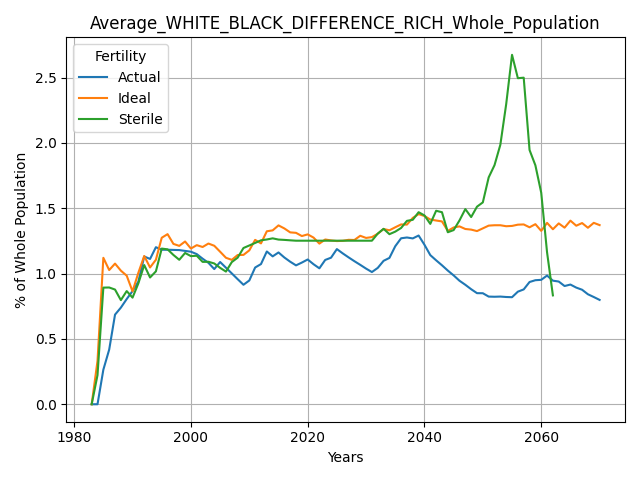 Average_WHITE_BLACK_DIFFERENCE_RICH_Whole_Population
Fertility
Actual
Ideal
Sterile
% of Whole Population
2.5
2.0
1.5
1.0
0.5
0.0
1980 2000 2020 2040 2060
Years